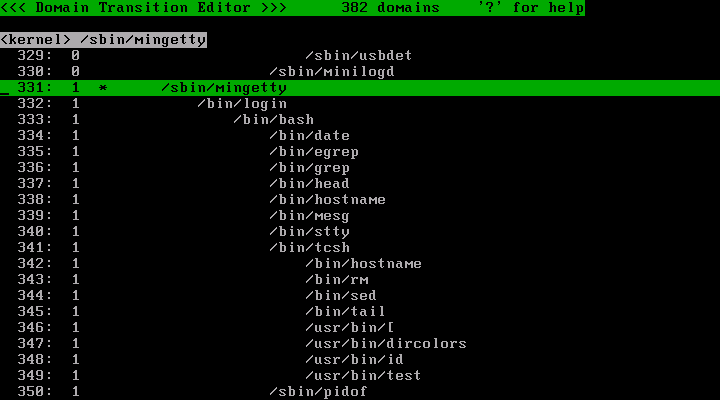 <<< Domain Transition Editor >>>      382 domains    '?' for help
<kernel> /sbin/mingetty
329:  0                         /sbin/usbdet
330:  0                     /sbin/minilogd
331:  1  *      /sbin/mingetty
332:  1             /bin/login
333:  1                 /bin/bash
334:  1                     /bin/date
335:  1                     /bin/egrep
336:  1                     /bin/grep
337:  1                     /bin/head
338:  1                     /bin/hostname
339:  1                     /bin/mesg
340:  1                     /bin/stty
341:  1                     /bin/tcsh
342:  1                         /bin/hostname
343:  1                         /bin/rm
344:  1                         /bin/sed
345:  1                         /bin/tail
346:  1                         /usr/bin/[
347:  1                         /usr/bin/dircolors
348:  1                         /usr/bin/id
349:  1                         /usr/bin/test
350:  1                     /sbin/pidof